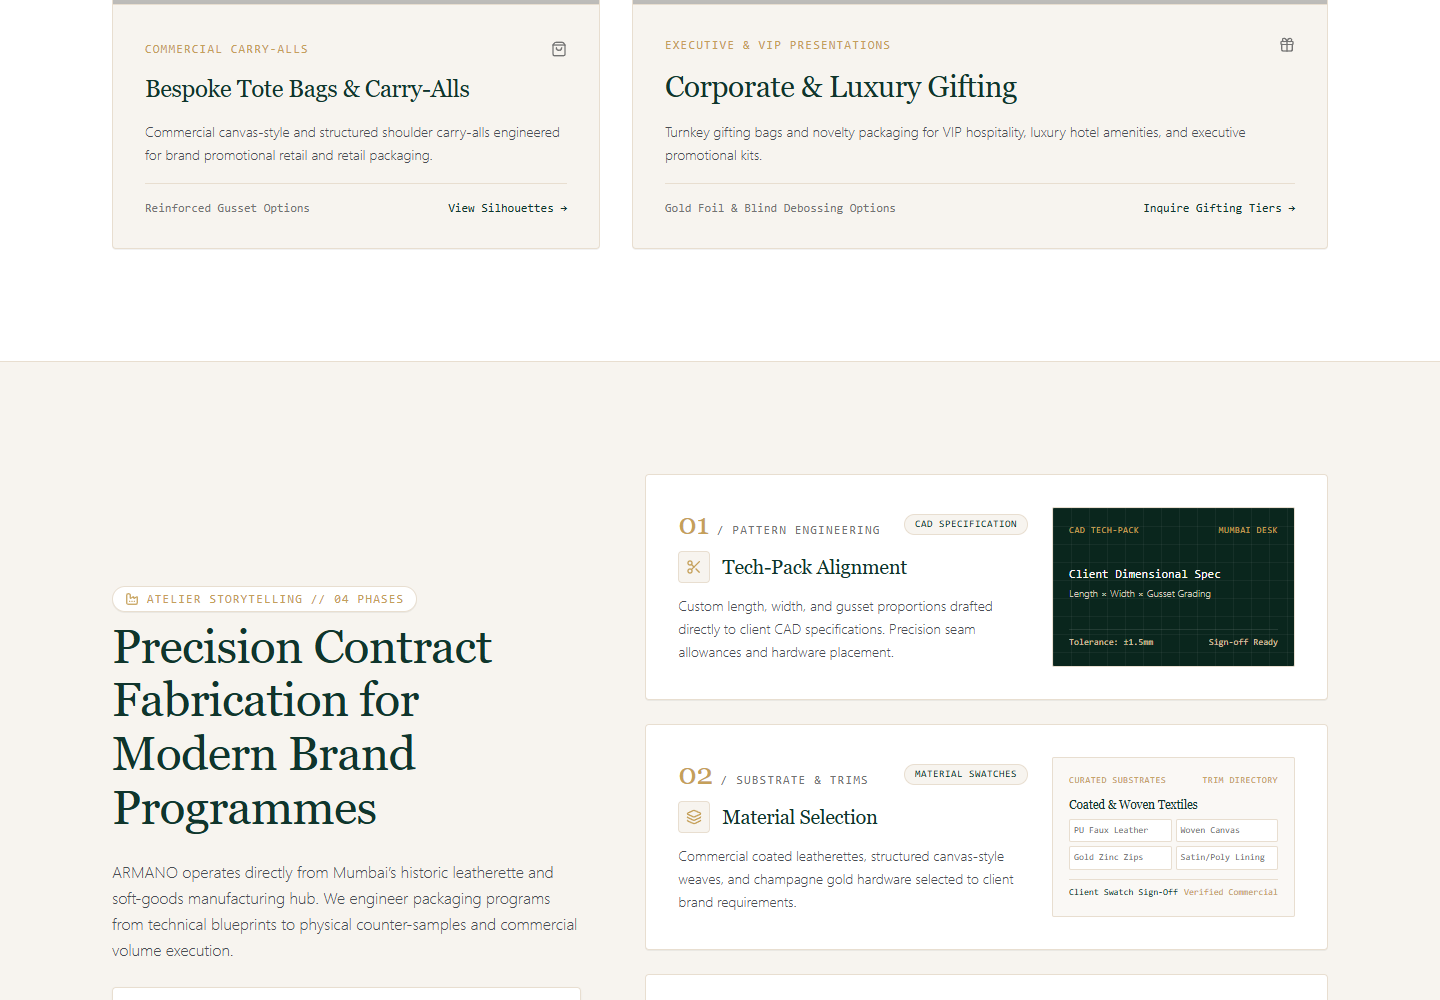 COMMERCIAL CARRY-ALLS
Bespoke Tote Bags & Carry-Alls
Commercial canvas-style and structured shoulder carry-alls engineered
for brand promotional retail and retail packaging.
Reinforced Gusset Options
View Silhouettes →
EXECUTIVE & VIP PRESENTATIONS
Corporate & Luxury Gifting
Turnkey gifting bags and novelty packaging for VIP hospitality, luxury hotel amenities, and executive
promotional kits.
Gold Foil & Blind Debossing Options
Inquire Gifting Tiers →
ATELIER STORYTELLING // 04 PHASES
Precision Contract
Fabrication for
Modern Brand
Programmes
ARMANO operates directly from Mumbai's historic leatherette and
soft-goods manufacturing hub. We engineer packaging programs
from technical blueprints to physical counter-samples and commercial
volume execution.
01 / PATTERN ENGINEERING
CAD SPECIFICATION
Tech-Pack Alignment
Custom length, width, and gusset proportions drafted
directly to client CAD specifications. Precision seam
allowances and hardware placement.
CAD TECH-PACK
MUMBAI DESK
Client Dimensional Spec
Length × Width × Gusset Grading
Tolerance: ±1.5mm
Sign-off Ready
02 / SUBSTRATE & TRIMS
MATERIAL SWATCHES
Material Selection
Commercial coated leatherettes, structured canvas-style
weaves, and champagne gold hardware selected to client
brand requirements.
CURATED SUBSTRATES
TRIM DIRECTORY
Coated & Woven Textiles
PU Faux Leather
Woven Canvas
Gold Zinc Zips
Satin/Poly Lining
Client Swatch Sign-Off
Verified Commercial